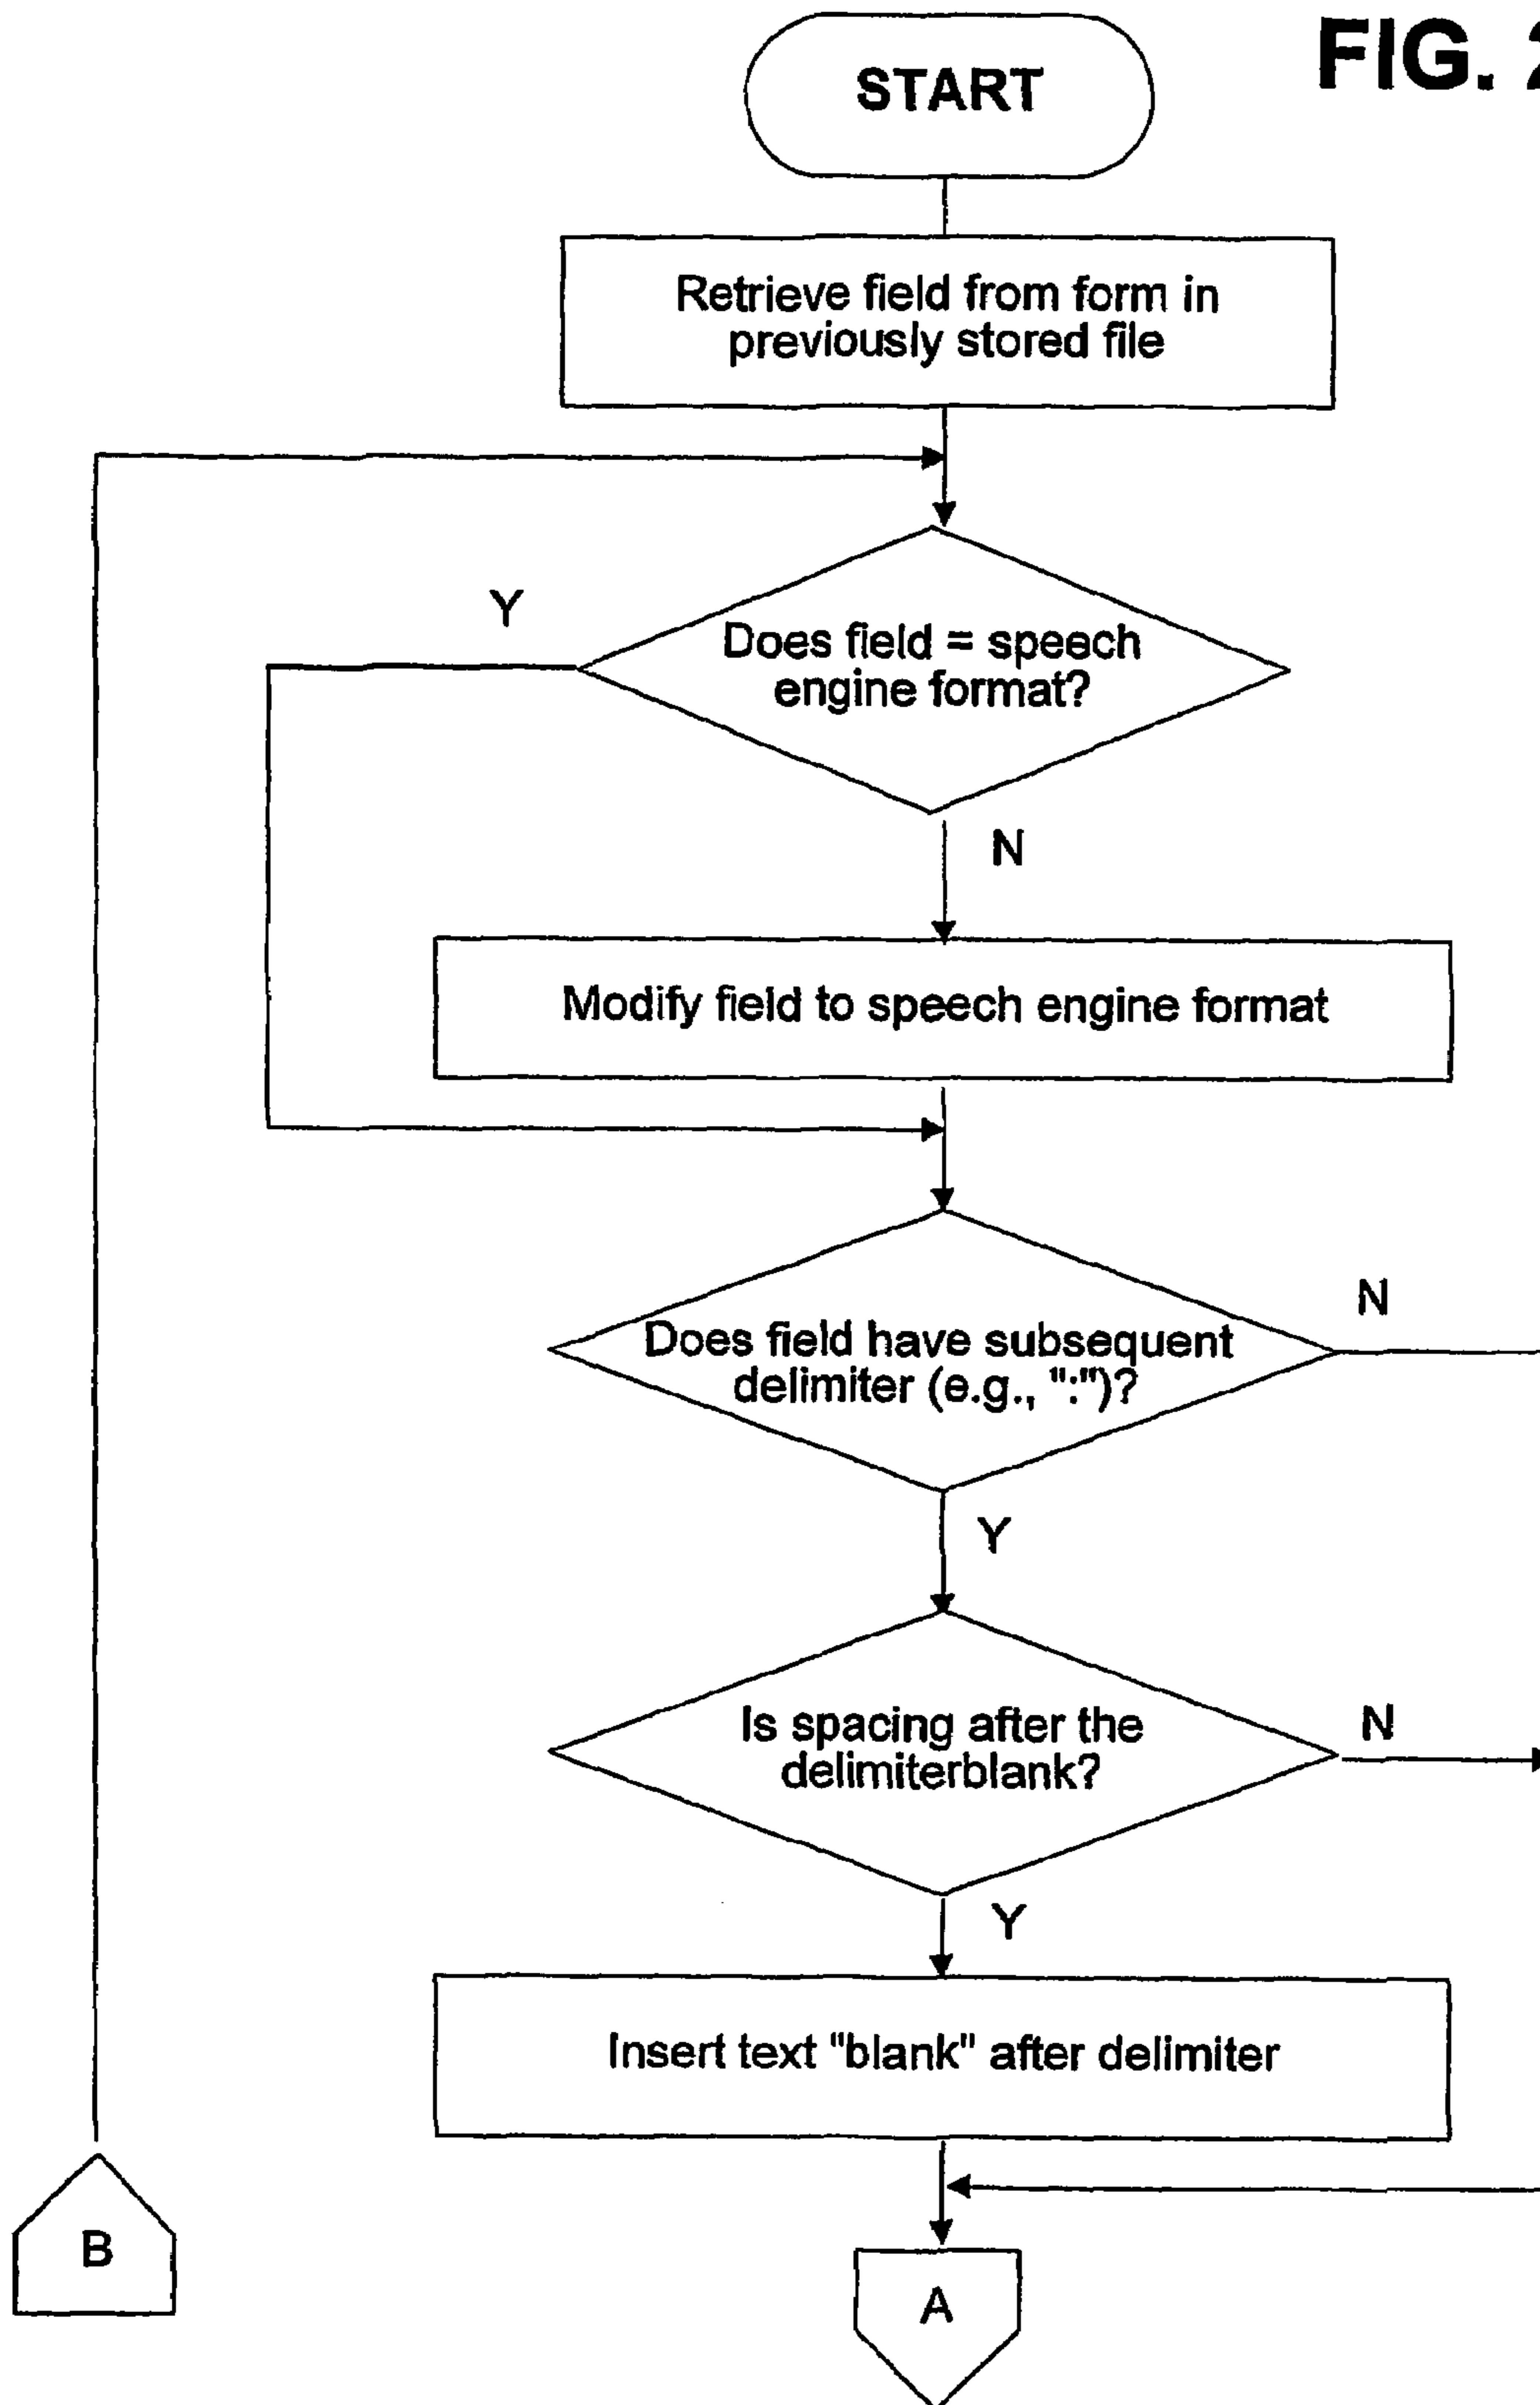 FIG. 2
START
Retrieve field from form in
previously stored file
Y
Does field = speech
engine format?
N
Modify field to speech engine format
N
Does field have subsequent
delimiter (e.g., ":")?
Y
Is spacing after the
delimiterblank?
N
Y
Insert text "blank" after delimiter
B
A